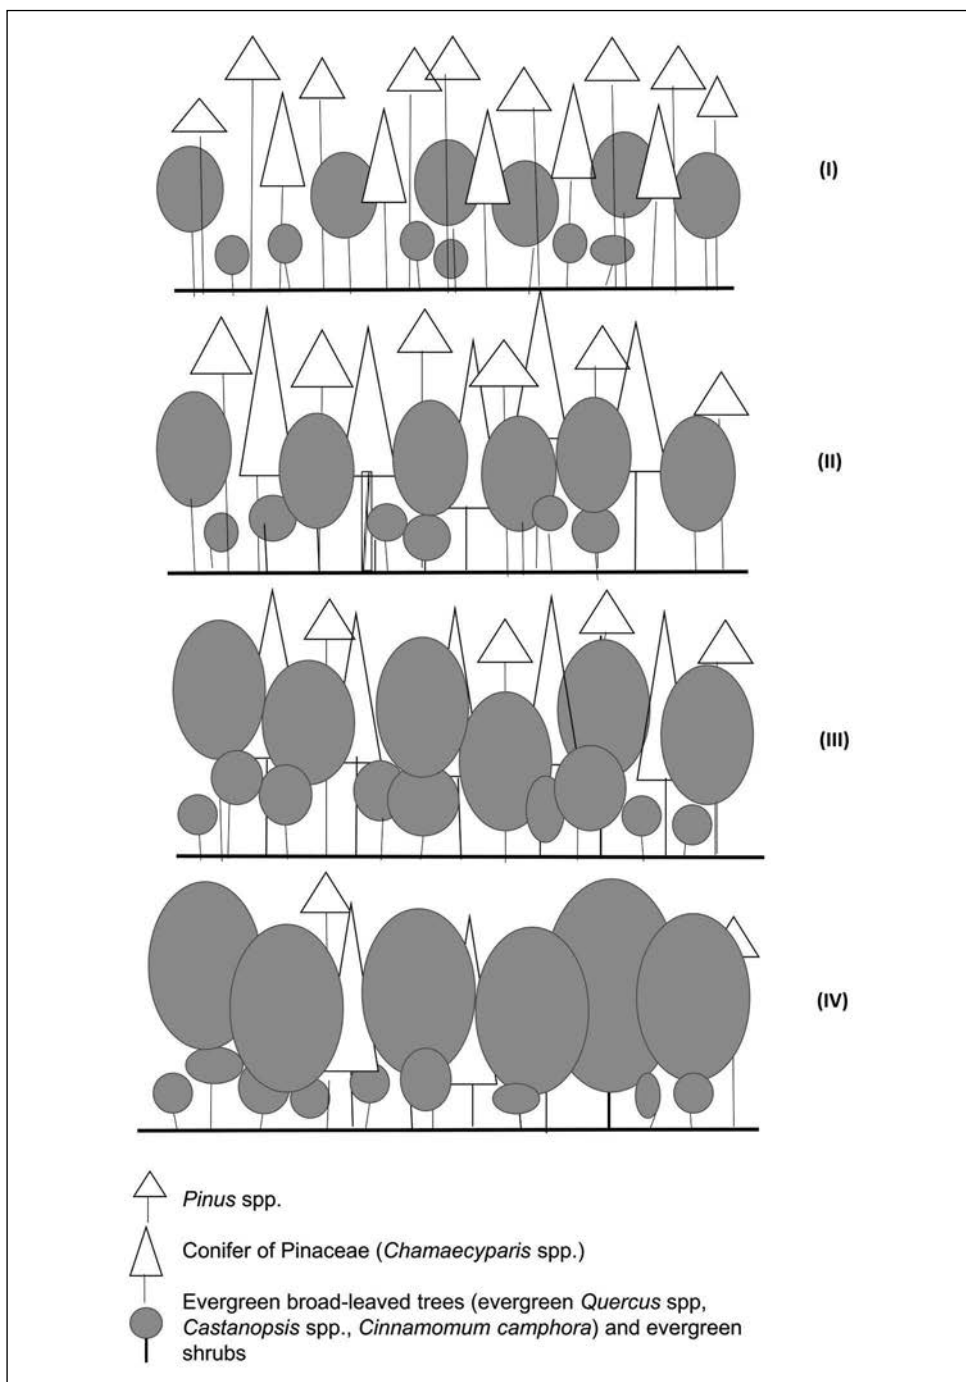 (I)
(II)
(III)
(IV)
Pinus spp.
Conifer of Pinaceae (Chamaecyparis spp.)
Evergreen broad-leaved trees (evergreen Quercus spp,
Castanopsis spp., Cinnamomum camphora) and evergreen
shrubs